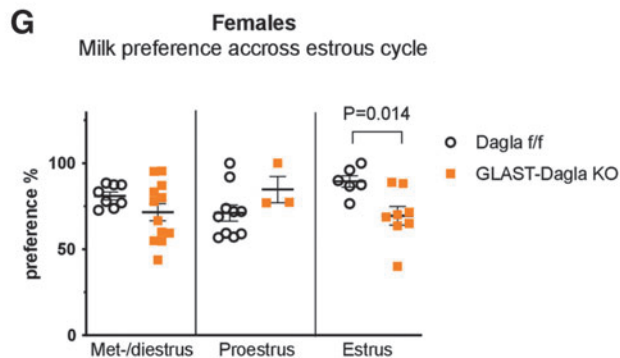 G
Females
Milk preference accross estrous cycle
P=0.014
Dagla f/f
GLAST-Dagla KO
preference %
100
50
0
Met-/diestrus
Proestrus
Estrus